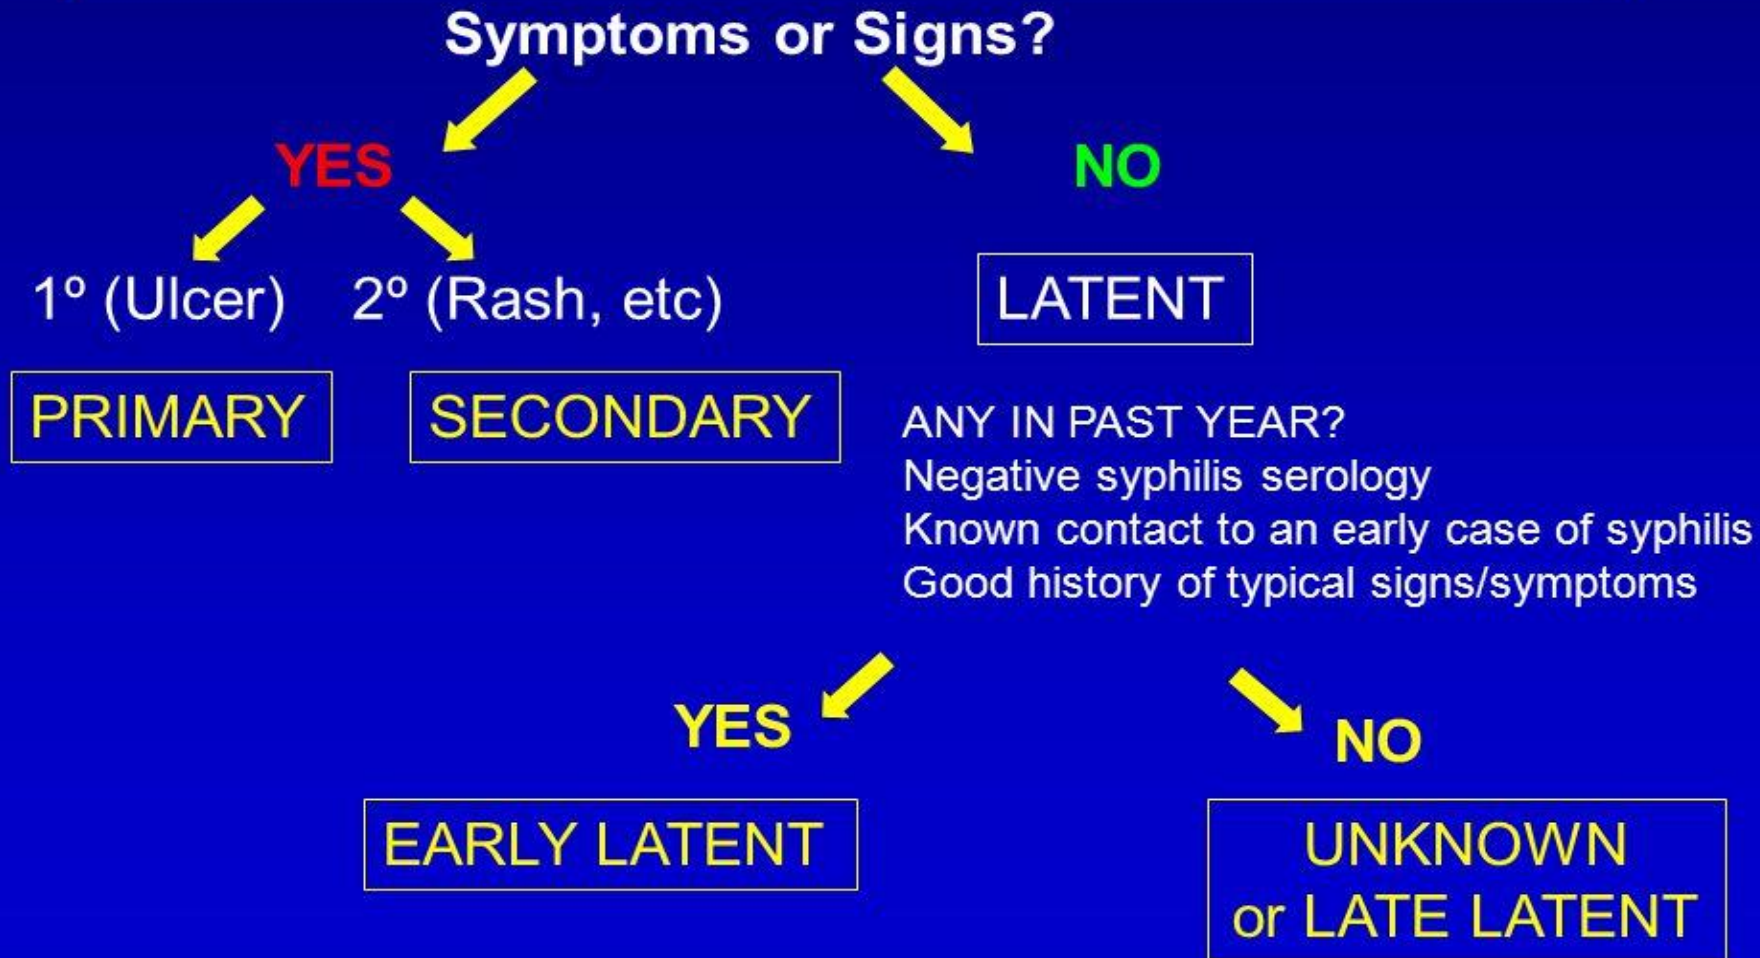 Symptoms or Signs?
YES
NO
1º (Ulcer)
2º (Rash, etc)
LATENT
PRIMARY
SECONDARY
ANY IN PAST YEAR?
Negative syphilis serology
Known contact to an early case of syphilis
Good history of typical signs/symptoms
YES
NO
EARLY LATENT
UNKNOWN
or LATE LATENT